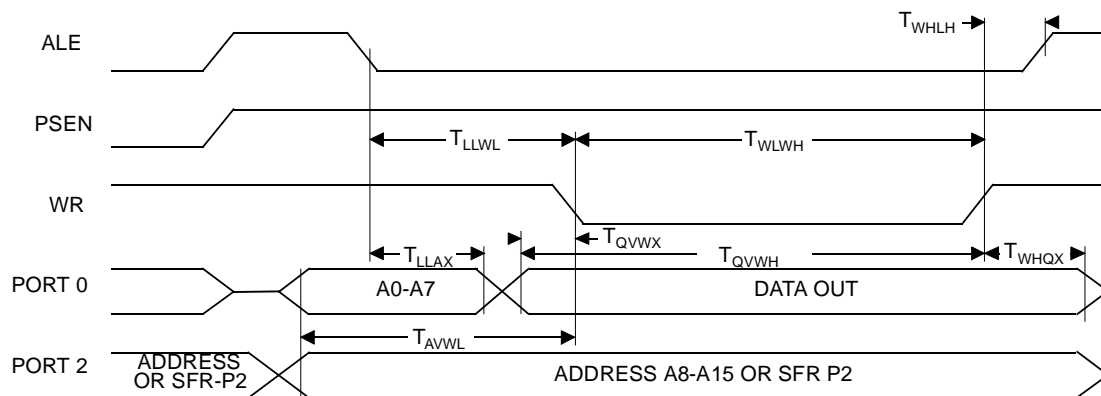 ALE
T_WHLH
PSEN
T_LLWL
T_WLWH
WR
T_QVWX
T_LLAX
T_QVWH
T_WHQX
PORT 0
A0-A7
DATA OUT
T_AVWL
PORT 2
ADDRESS
OR SFR-P2
ADDRESS A8-A15 OR SFR P2